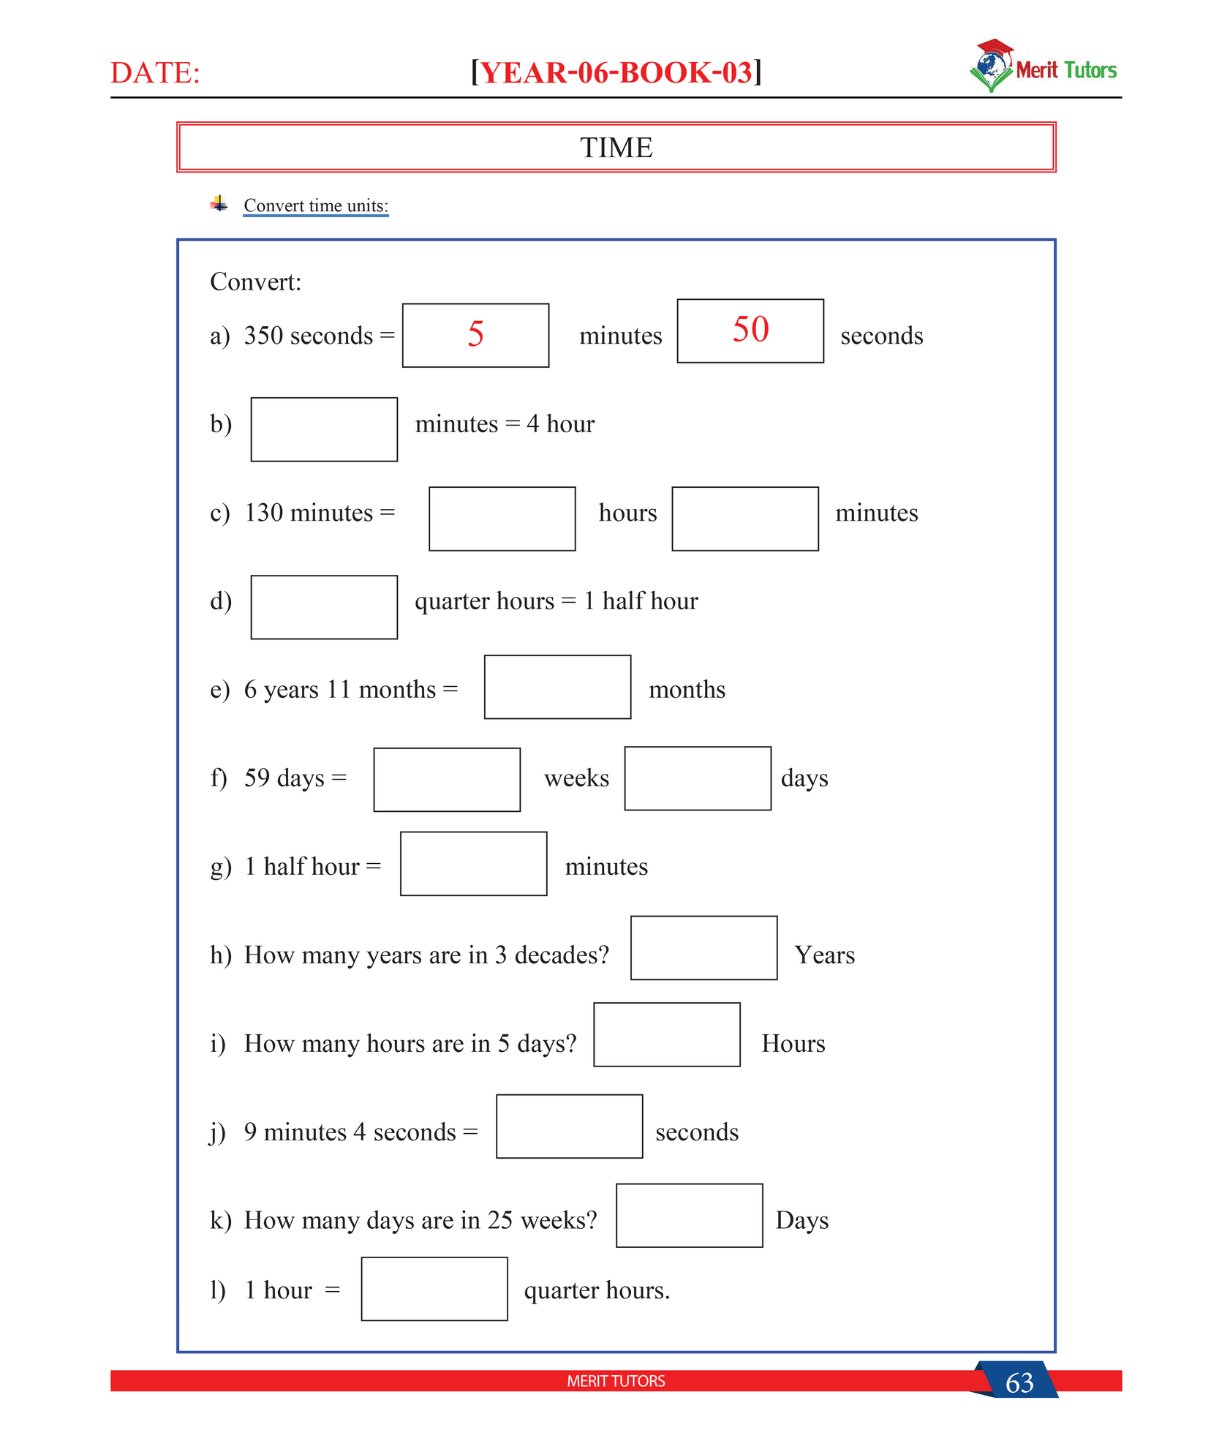 DATE:
[YEAR-06-BOOK-03]
Merit Tutors
TIME
Convert time units:
Convert:
a) 350 seconds = 5 minutes 50 seconds
b) minutes = 4 hour
c) 130 minutes = hours minutes
d) quarter hours = 1 half hour
e) 6 years 11 months = months
f) 59 days = weeks days
g) 1 half hour = minutes
h) How many years are in 3 decades? Years
i) How many hours are in 5 days? Hours
j) 9 minutes 4 seconds = seconds
k) How many days are in 25 weeks? Days
l) 1 hour = quarter hours.
MERIT TUTORS
63